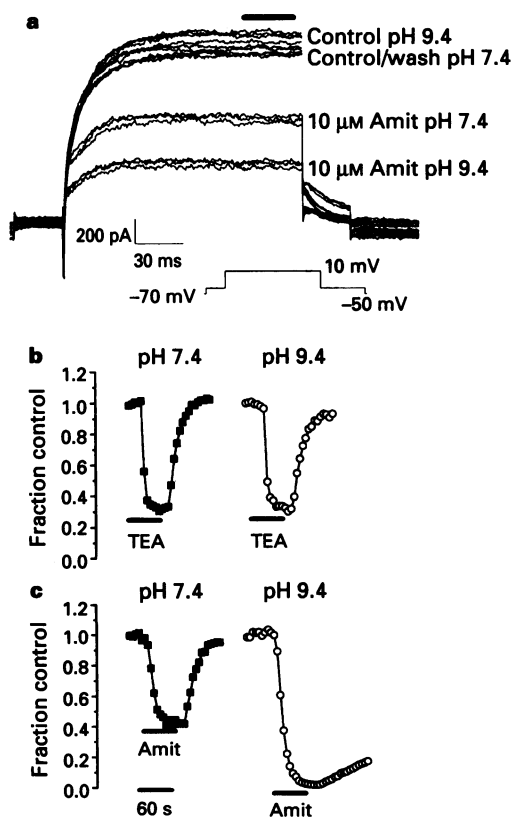 a
Control pH 9.4
Control/wash pH 7.4
10 μM Amit pH 7.4
10 μM Amit pH 9.4
200 pA
30 ms
10 mV
−70 mV
−50 mV
b
pH 7.4
pH 9.4
Fraction control
1.2
1.0
0.8
0.6
0.4
0.2
0.0
TEA
TEA
c
pH 7.4
pH 9.4
Fraction control
1.2
1.0
0.8
0.6
0.4
0.2
0.0
Amit
60 s
Amit